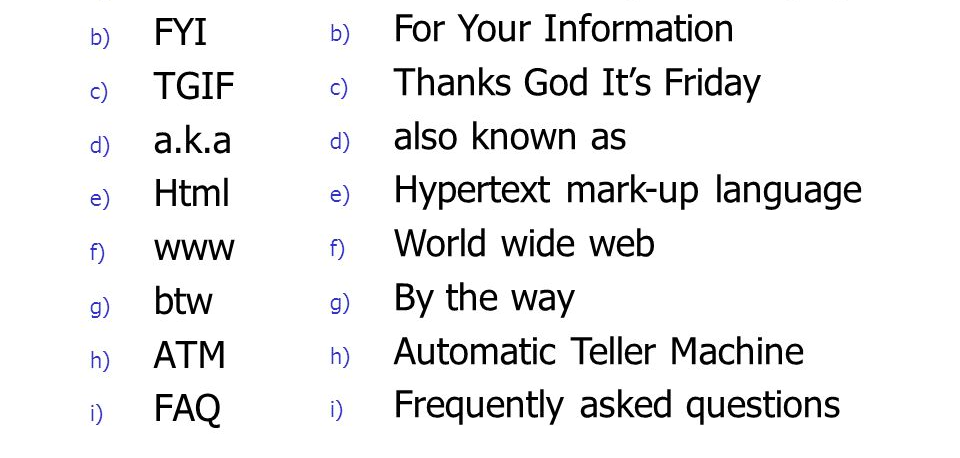 b) FYI b) For Your Information
c) TGIF c) Thanks God It’s Friday
d) a.k.a d) also known as
e) Html e) Hypertext mark-up language
f) www f) World wide web
g) btw g) By the way
h) ATM h) Automatic Teller Machine
i) FAQ i) Frequently asked questions